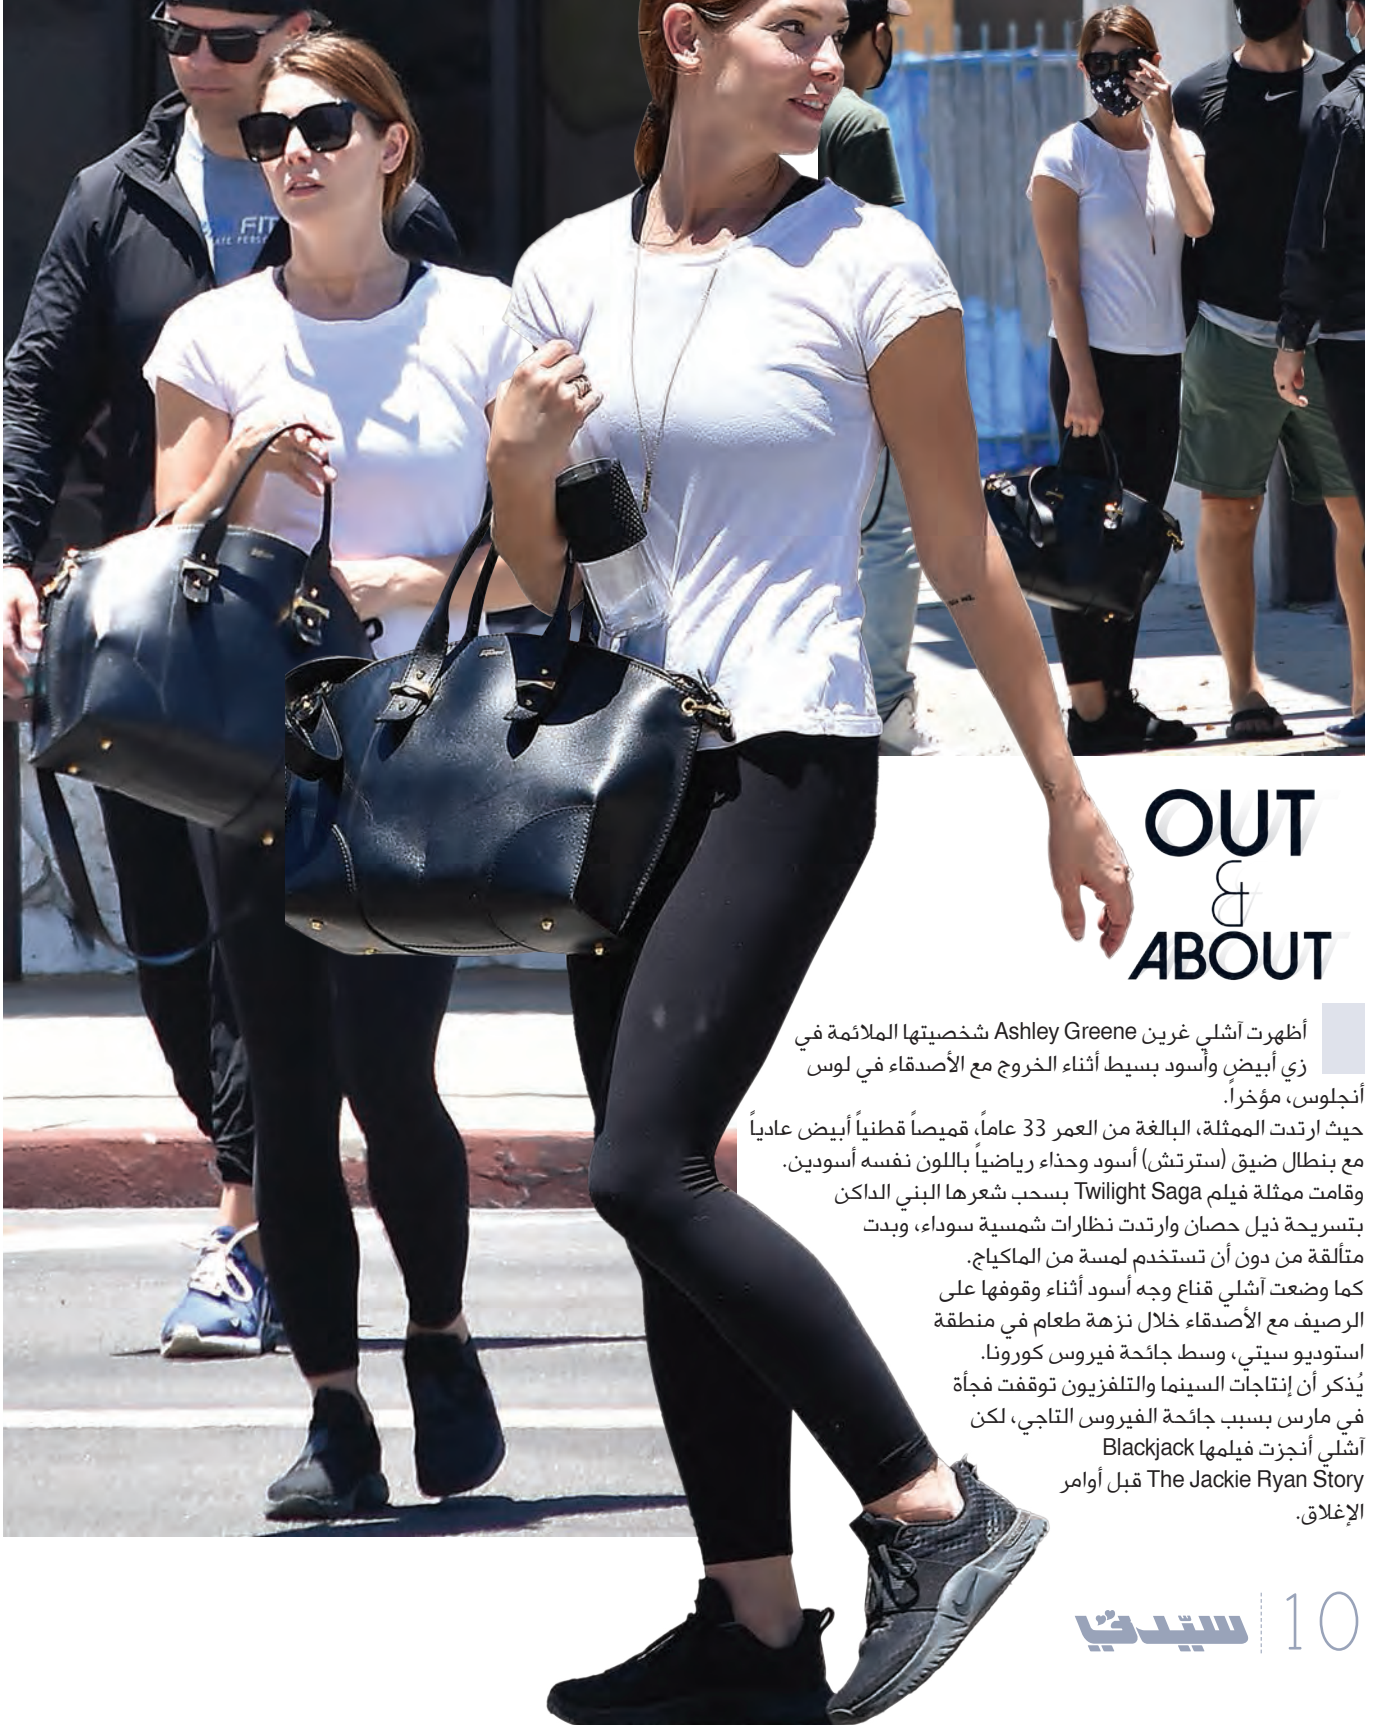 FIT
OUT
&
ABOUT
أظهرت آشلي غرين Ashley Greene شخصيتها الملائمة في
زي أبيض وأسود بسيط أثناء الخروج مع الأصدقاء في لوس
أنجلوس، مؤخراً.
حيث ارتدت الممثلة، البالغة من العمر 33 عاماً، قميصاً قطنياً أبيض عادياً
مع بنطال ضيق (سترتش) أسود وحذاء رياضياً باللون نفسه أسودين.
وقامت ممثلة فيلم Twilight Saga بسحب شعرها البني الداكن
بتسريحة ذيل حصان وارتدت نظارات شمسية سوداء، وبدت
متألقة من دون أن تستخدم لمسة من الماكياج.
كما وضعت آشلي قناع وجه أسود أثناء وقوفها على
الرصيف مع الأصدقاء خلال نزهة طعام في منطقة
استوديو سيتي، وسط جائحة فيروس كورونا.
يُذكر أن إنتاجات السينما والتلفزيون توقفت فجأة
في مارس بسبب جائحة الفيروس التاجي، لكن
آشلي أنجزت فيلمها Blackjack
The Jackie Ryan Story قبل أوامر
الإغلاق.
10 سيّدتي